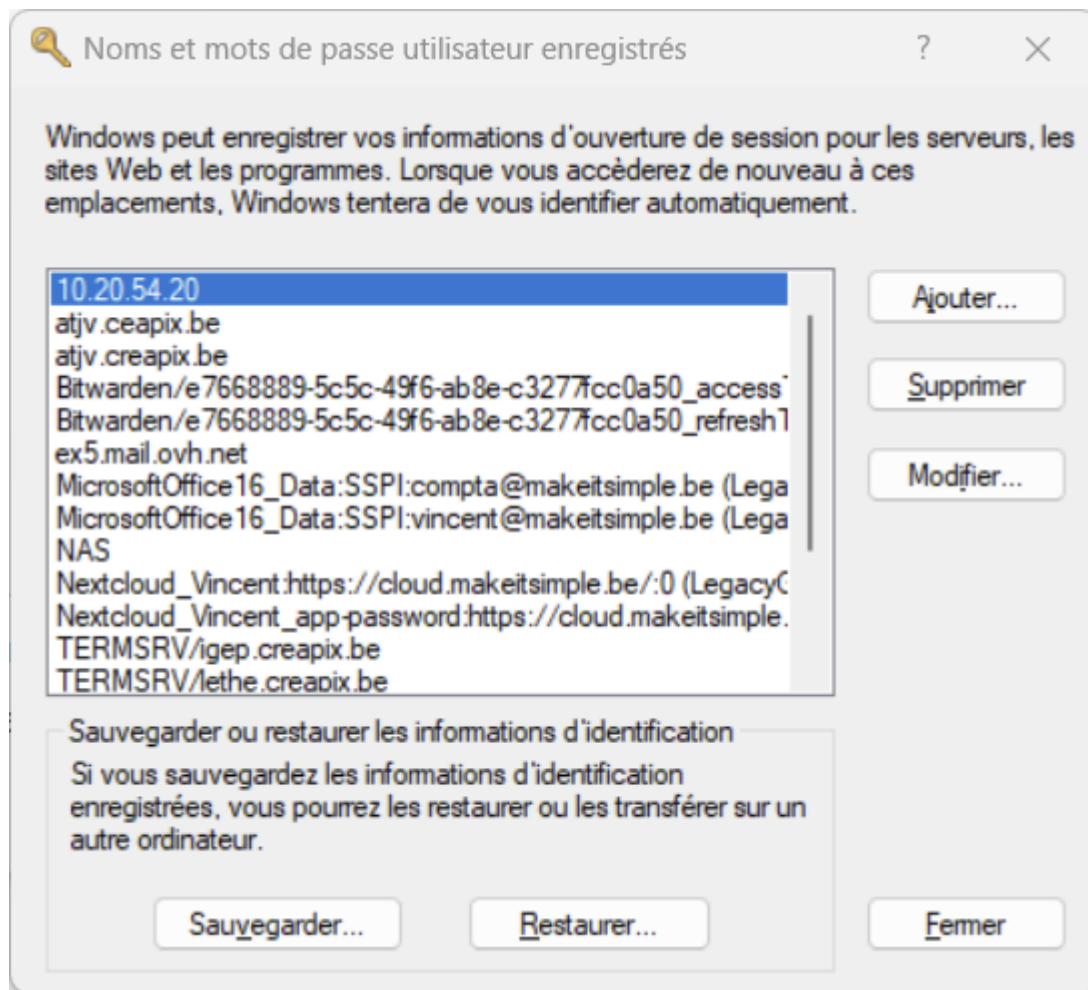 Noms et mots de passe utilisateur enregistrés
?
Windows peut enregistrer vos informations d'ouverture de session pour les serveurs, les
sites Web et les programmes. Lorsque vous accèderez de nouveau à ces
emplacements, Windows tentera de vous identifier automatiquement.
10.20.54.20
atjv.ceapix.be
atjv.creapix.be
Bitwarden/e7668889-5c5c-49f6-ab8e-c3277fcc0a50_accessT
Bitwarden/e7668889-5c5c-49f6-ab8e-c3277fcc0a50_refreshT
ex5.mail.ovh.net
MicrosoftOffice16_Data:SSPI:compta@makeitsimple.be (Lega
MicrosoftOffice16_Data:SSPI:vincent@makeitsimple.be (Lega
NAS
Nextcloud_Vincent:https://cloud.makeitsimple.be/:0 (LegacyG
Nextcloud_Vincent_app-password:https://cloud.makeitsimple.
TERMSRV/igep.creapix.be
TERMSRV/lethe.creapix.be
Ajouter...
Supprimer
Modifier...
Sauvegarder ou restaurer les informations d'identification
Si vous sauvegardez les informations d'identification
enregistrées, vous pourrez les restaurer ou les transférer sur un
autre ordinateur.
Sauvegarder...
Restaurer...
Fermer